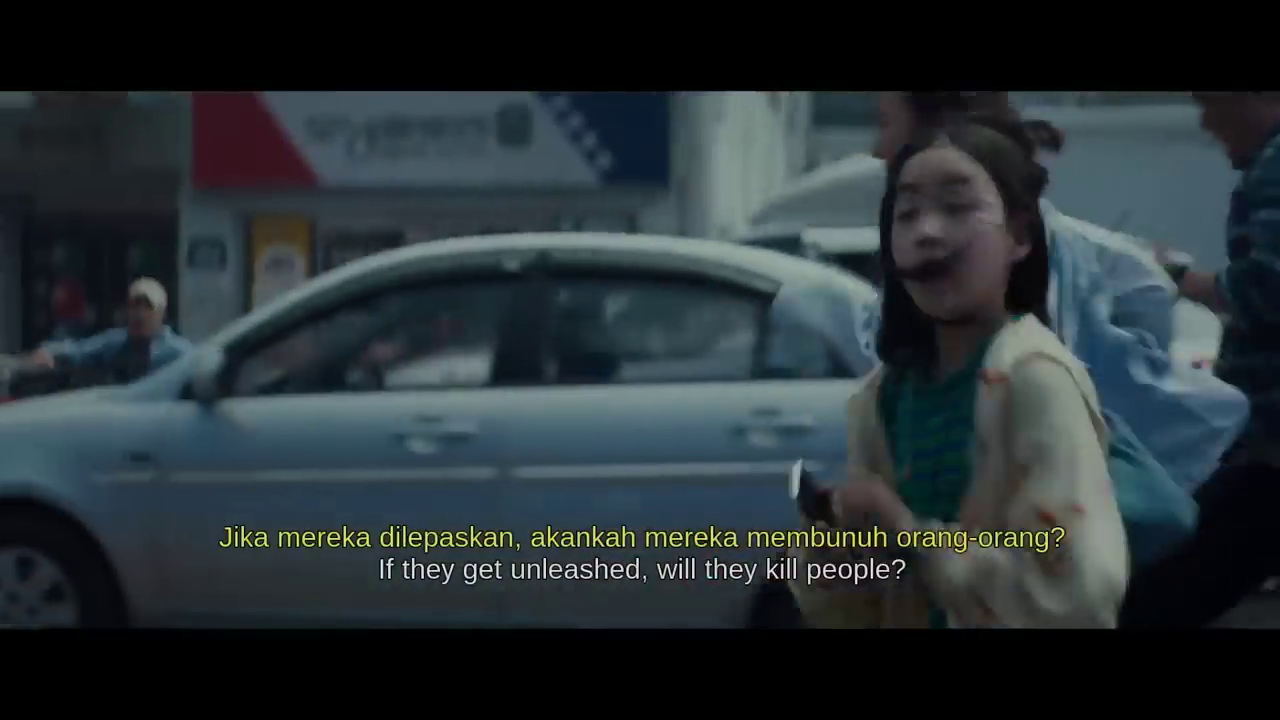 Jika mereka dilepaskan, akankah mereka membunuh orang-orang?
If they get unleashed, will they kill people?